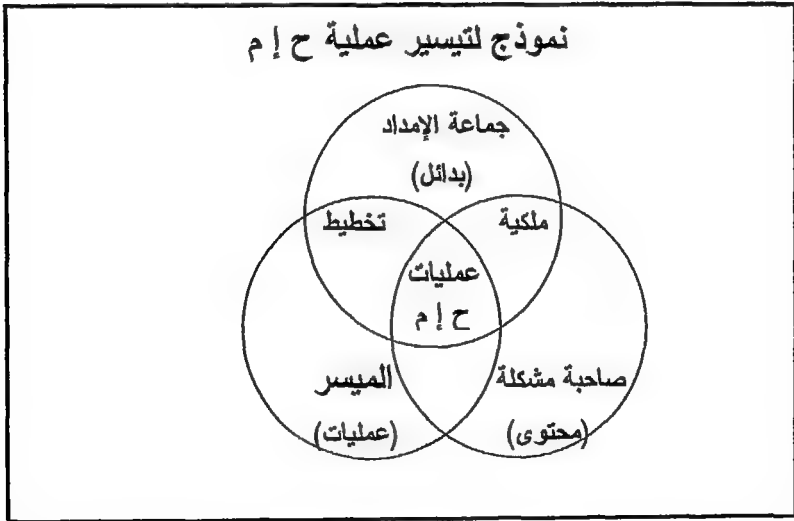 نموذج لتيسير عملية ح إ م
جماعة الإمداد
(بدائل)
ملكية
تخطيط
عمليات
ح إ م
صاحبة مشكلة
(محتوى)
الميسر
(عمليات)